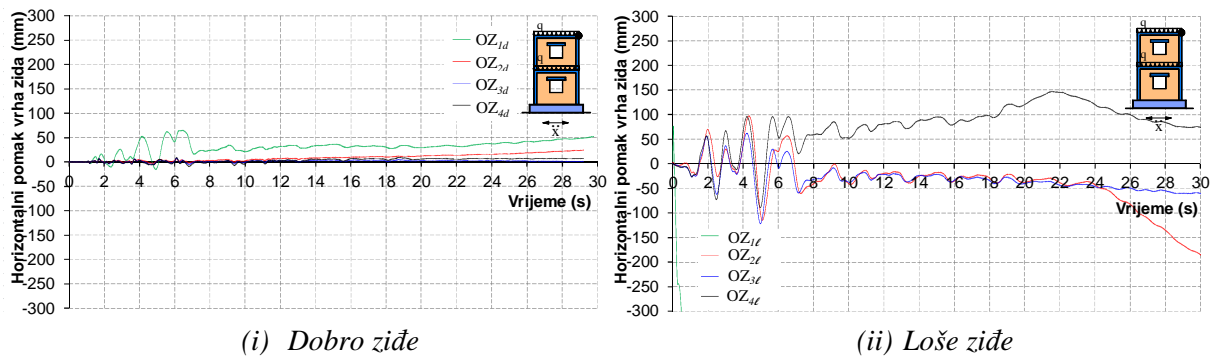 Horizontalni pomak vrha zida (mm)
300
250
200
150
100
50
0
-50
-100
-150
-200
-250
-300
0 2 4 6 8 10 12 14 16 18 20 22 24 26 28 30
Vrijeme (s)
OZ1d
OZ2d
OZ3d
OZ4d
q
q
ẍ
(i) Dobro ziđe
Horizontalni pomak vrha zida (mm)
300
250
200
150
100
50
0
-50
-100
-150
-200
-250
-300
0 2 4 6 8 10 12 14 16 18 20 22 24 26 28 30
Vrijeme (s)
OZ1ℓ
OZ2ℓ
OZ3ℓ
OZ4ℓ
q
q
ẍ
(ii) Loše ziđe